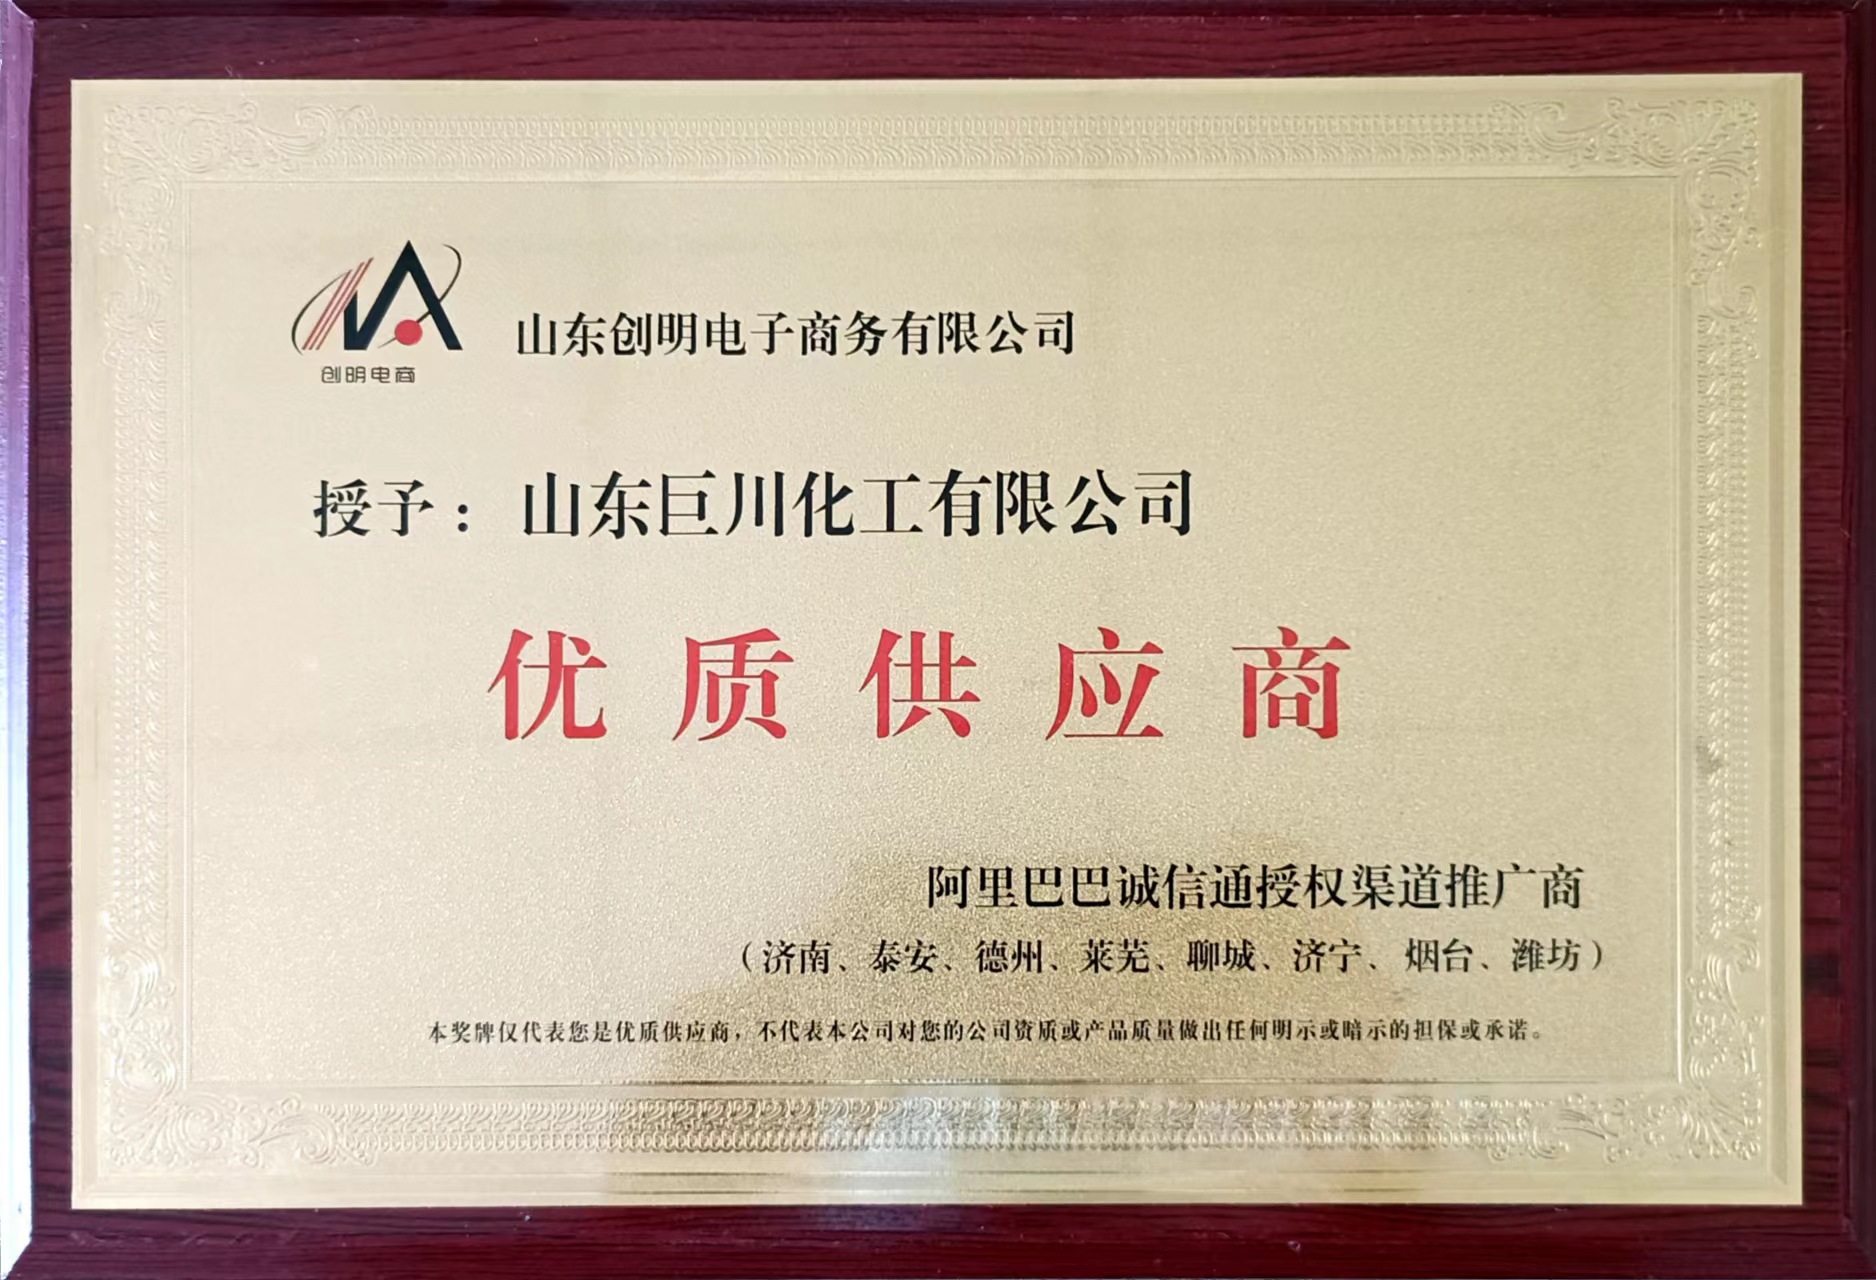 创明电商
山东创明电子商务有限公司
授予：山东巨川化工有限公司
优质供应商
阿里巴巴诚信通授权渠道推广商
（济南、泰安、德州、莱芜、聊城、济宁、烟台、潍坊）
本奖牌仅代表您是优质供应商，不代表本公司对您的公司资质或产品质量做出任何明示或暗示的担保或承诺。